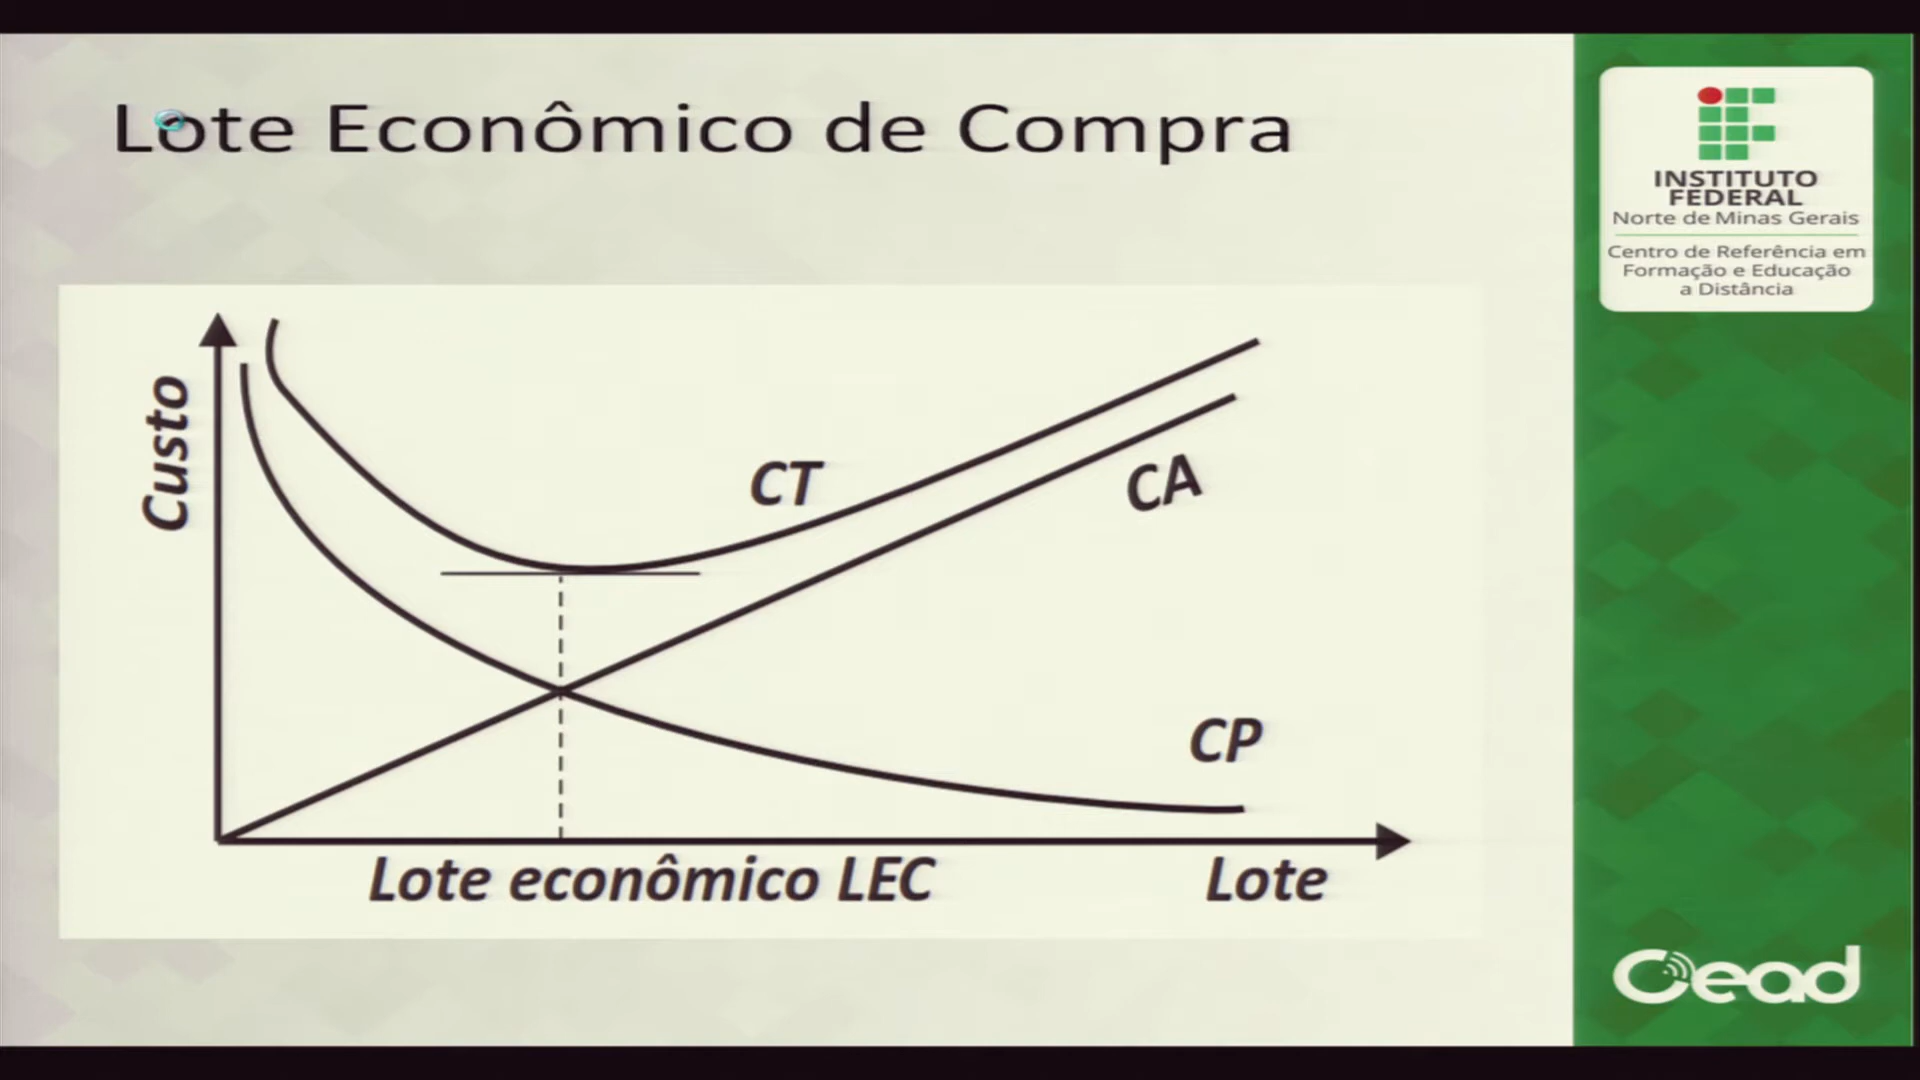 Lote Econômico de Compra
INSTITUTO
FEDERAL
Norte de Minas Gerais
Centro de Referência em
Formação e Educação
a Distância
Custo
CT
CA
CP
Lote econômico LEC
Lote
Cead